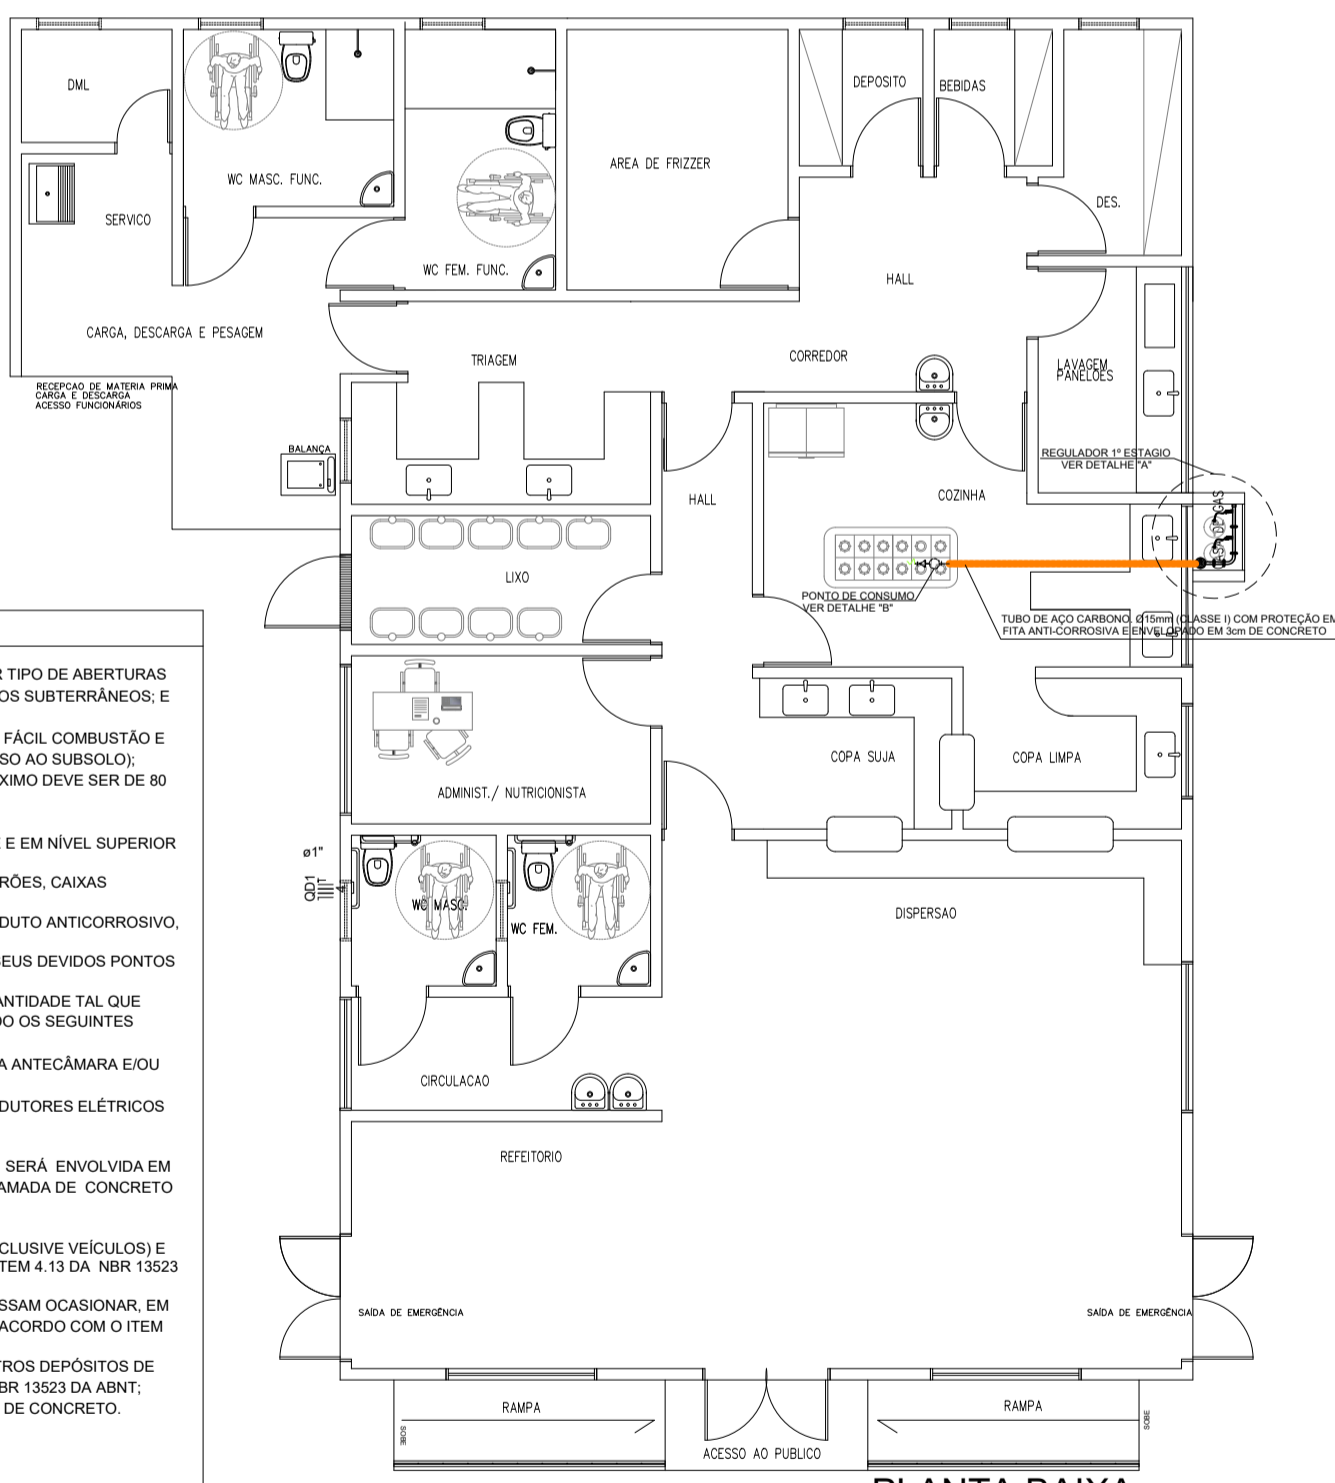 DML
DEPOSITO
BEBIDAS
AREA DE FRIZZER
WC MASC. FUNC.
DES.
SERVICO
WC FEM. FUNC.
HALL
CARGA, DESCARGA E PESAGEM
TRIAGEM
CORREDOR
LAVAGEM
PANELOES
RECEPCAO DE MATERIA PRIMA
CARGA E DESCARGA
ACESSO FUNCIONÁRIOS
BALANÇA
REGULADOR 1º ESTAGIO
VER DETALHE "A"
HALL
COZINHA
CASA DE GAS
LIXO
PONTO DE CONSUMO
VER DETALHE "B"
TUBO DE AÇO CARBONO, Ø15mm (CLASSE I) COM PROTEÇÃO EM
FITA ANTI-CORROSIVA E ENVELOPADO EM 3cm DE CONCRETO
R TIPO DE ABERTURAS
OS SUBTERRÂNEOS; E
FÁCIL COMBUSTÃO E
SO AO SUBSOLO);
XIMO DEVE SER DE 80
E EM NÍVEL SUPERIOR
RÕES, CAIXAS
DUTO ANTICORROSIVO,
SEUS DEVIDOS PONTOS
ANTIDADE TAL QUE
DO OS SEGUINTES
A ANTECÂMARA E/OU
DUTORES ELÉTRICOS
SERÁ ENVOLVIDA EM
AMADA DE CONCRETO
CLUSIVE VEÍCULOS) E
TEM 4.13 DA NBR 13523
SSAM OCASIONAR, EM
ACORDO COM O ITEM
TROS DEPÓSITOS DE
BR 13523 DA ABNT;
DE CONCRETO.
COPA SUJA
COPA LIMPA
ADMINIST./ NUTRICIONISTA
ø1"
QD1
4
WC MASC.
WC FEM.
DISPERSAO
CIRCULACAO
REFEITORIO
SAÍDA DE EMERGÊNCIA
SAÍDA DE EMERGÊNCIA
RAMPA
RAMPA
SOBE
SOBE
ACESSO AO PUBLICO
PLANTA BAIXA